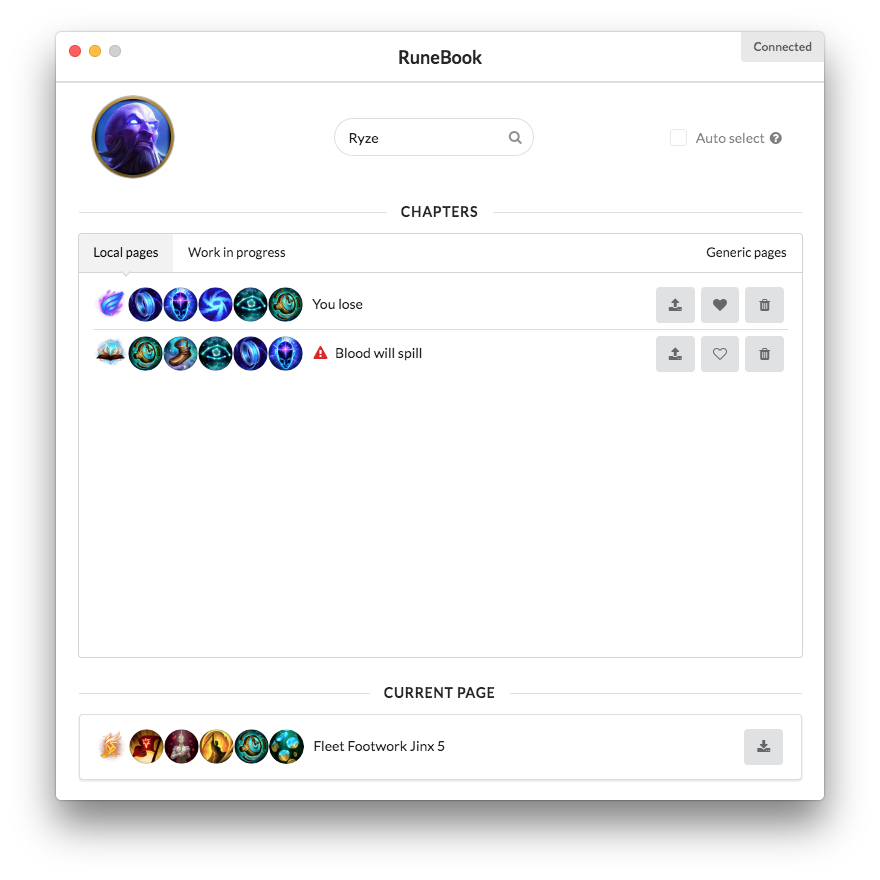 RuneBook
Connected
Ryze
Auto select
CHAPTERS
Local pages
Work in progress
Generic pages
You lose
Blood will spill
CURRENT PAGE
Fleet Footwork Jinx 5